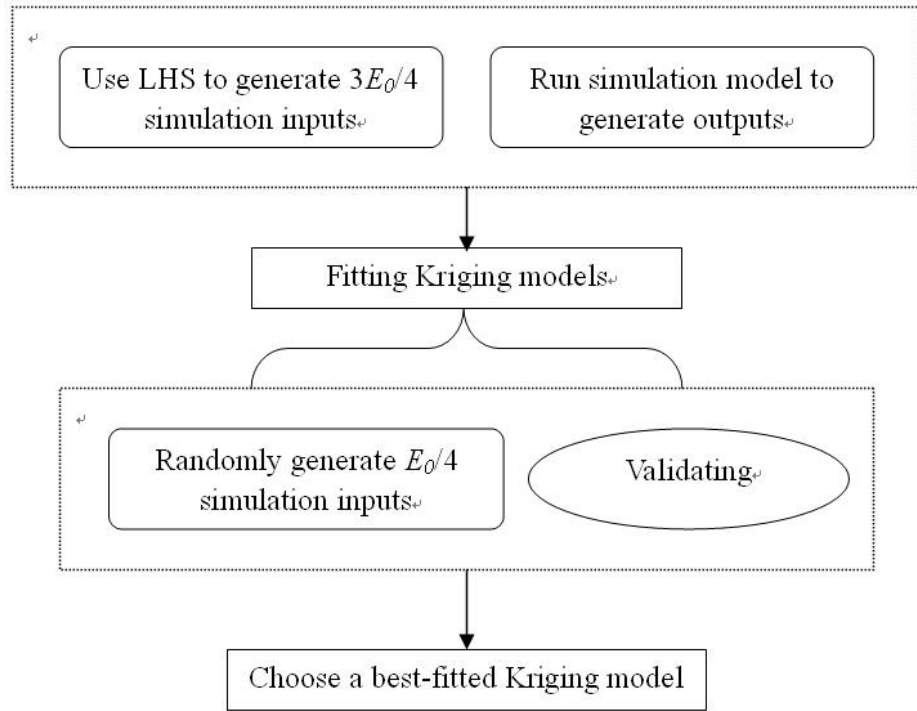 Use LHS to generate 3E₀/4
simulation inputs↵
Run simulation model to
generate outputs↵
Fitting Kriging models↵
Randomly generate E₀/4
simulation inputs↵
Validating↵
Choose a best-fitted Kriging model